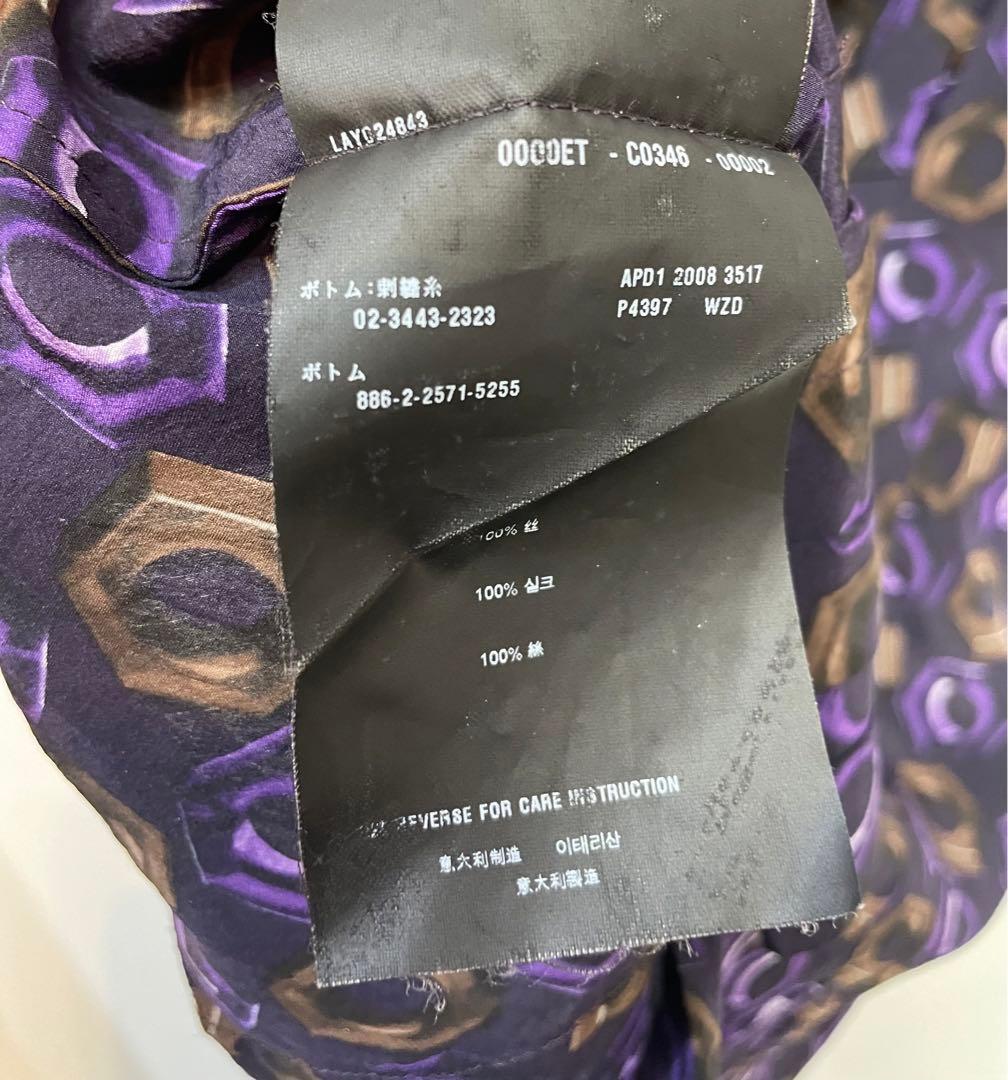 LAY024843
0000ET - C0346 - 00002
ボトム:刺繍糸
02-3443-2323
APD1 2008 3517
P4397 WZD
ボトム
886-2-2571-5255
100% 丝
100% 실크
100% 絲
REVERSE FOR CARE INSTRUCTION
意大利制造 이태리산
意大利製造